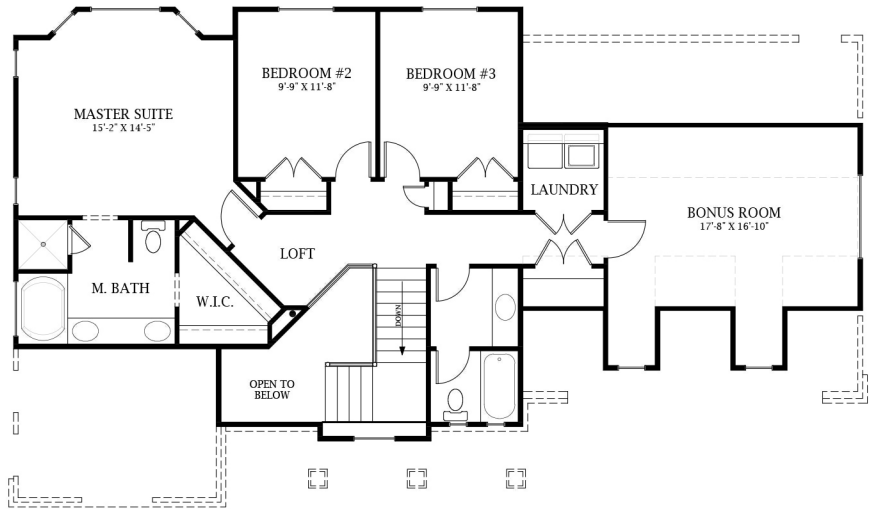 BEDROOM #2
9'-9" X 11'-8"
BEDROOM #3
9'-9" X 11'-8"
MASTER SUITE
15'-2" X 14'-5"
LAUNDRY
BONUS ROOM
17'-8" X 16'-10"
LOFT
M. BATH
W.I.C.
DOWN
OPEN TO
BELOW